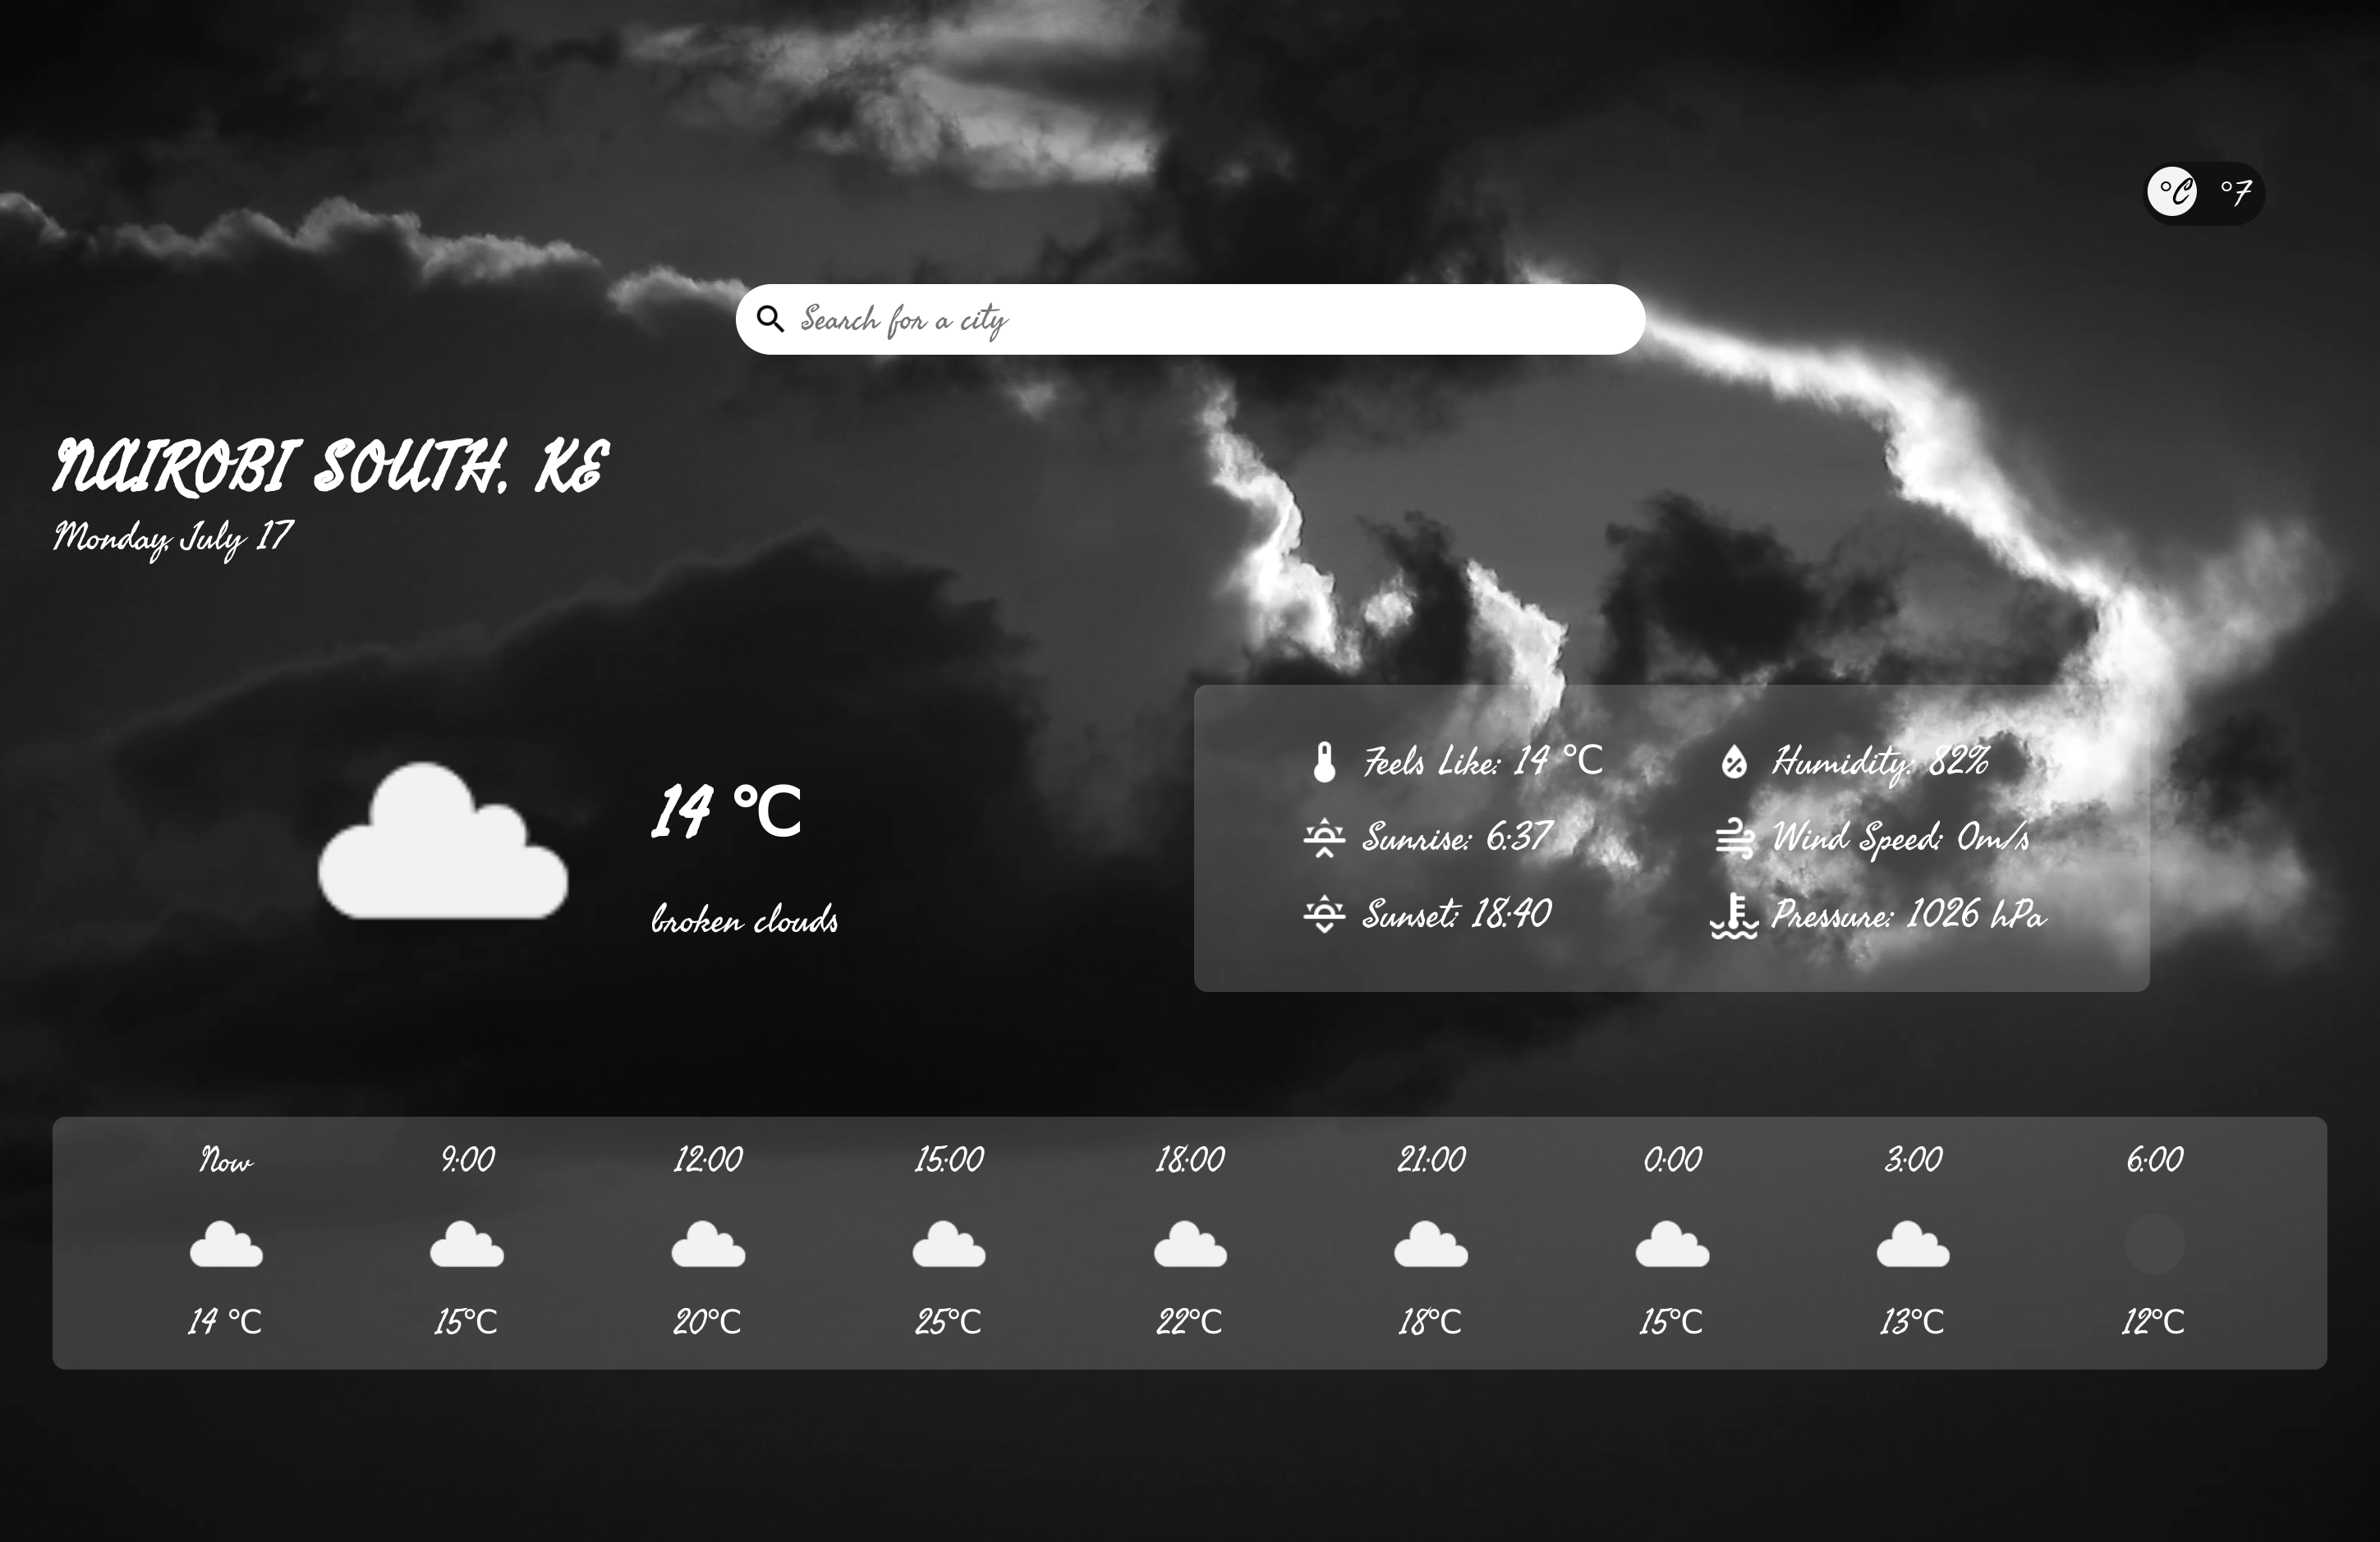 °C °F
Search for a city
NAIROBI SOUTH, KE
Monday, July 17
14 °C
broken clouds
Feels Like: 14 °C Humidity: 82%
Sunrise: 6:37 Wind Speed: 0m/s
Sunset: 18:40 Pressure: 1026 hPa
Now 9:00 12:00 15:00 18:00 21:00 0:00 3:00 6:00
14 °C 15°C 20°C 25°C 22°C 18°C 15°C 13°C 12°C